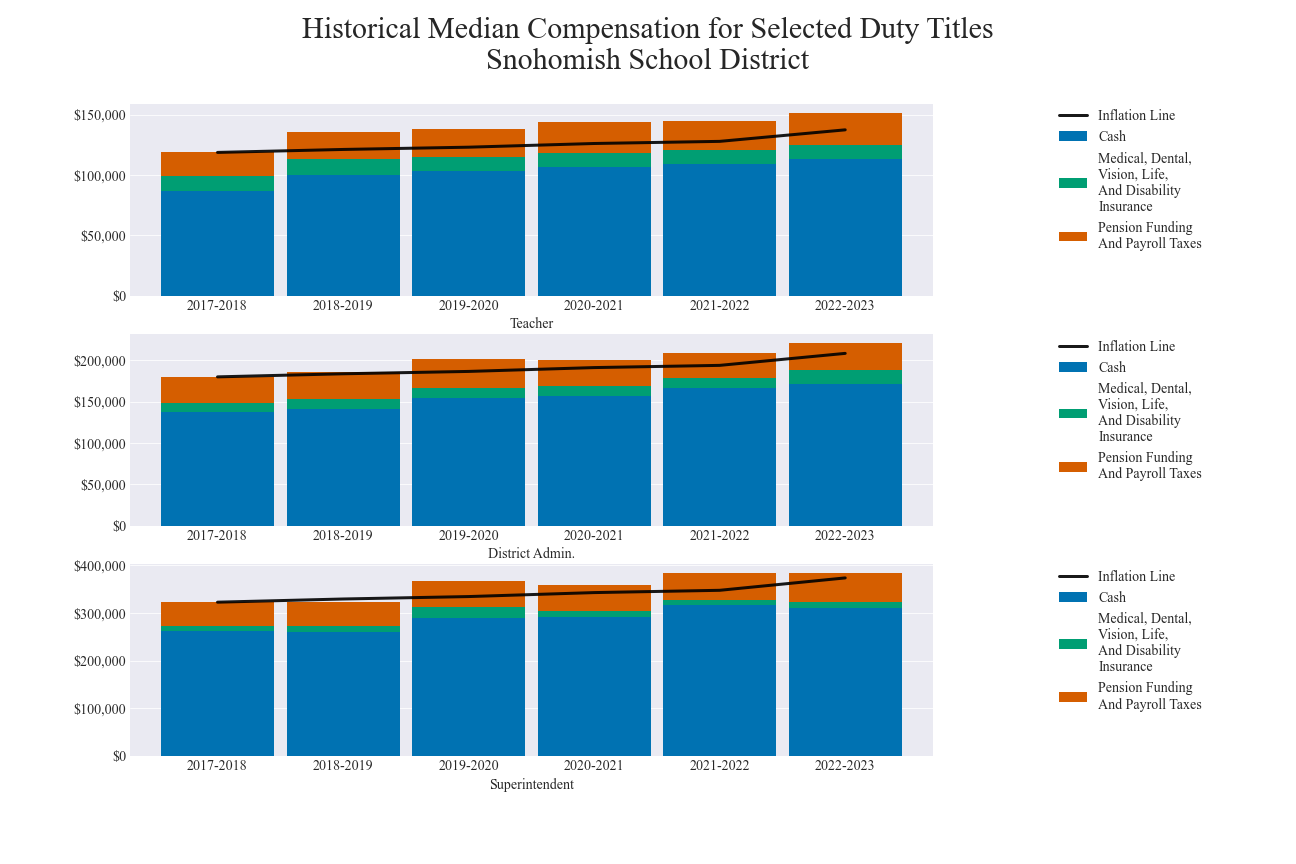 Historical Median Compensation for Selected Duty Titles
Snohomish School District
$150,000
$100,000
$50,000
$0
2017-2018
2018-2019
2019-2020
2020-2021
2021-2022
2022-2023
Teacher
Inflation Line
Cash
Medical, Dental,
Vision, Life,
And Disability
Insurance
Pension Funding
And Payroll Taxes
$200,000
$150,000
$100,000
$50,000
$0
2017-2018
2018-2019
2019-2020
2020-2021
2021-2022
2022-2023
District Admin.
Inflation Line
Cash
Medical, Dental,
Vision, Life,
And Disability
Insurance
Pension Funding
And Payroll Taxes
$400,000
$300,000
$200,000
$100,000
$0
2017-2018
2018-2019
2019-2020
2020-2021
2021-2022
2022-2023
Superintendent
Inflation Line
Cash
Medical, Dental,
Vision, Life,
And Disability
Insurance
Pension Funding
And Payroll Taxes